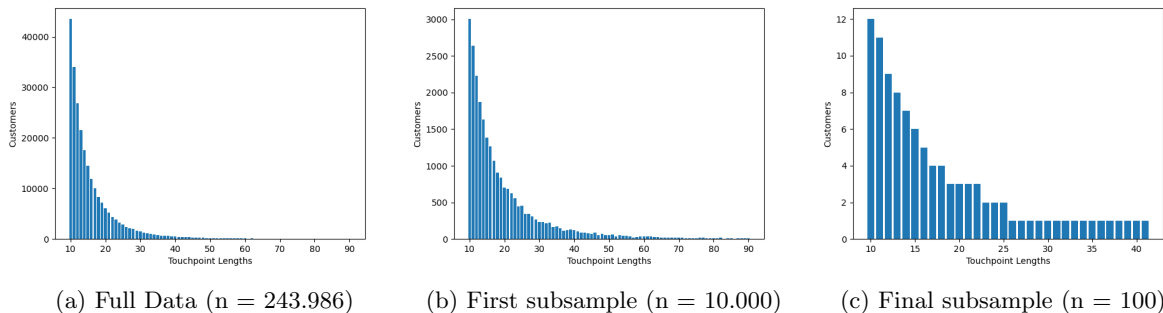 40000
30000
20000
10000
0
Customers
10 20 30 40 50 60 70 80 90
Touchpoint Lengths
(a) Full Data (n = 243.986)
3000
2500
2000
1500
1000
500
0
Customers
10 20 30 40 50 60 70 80 90
Touchpoint Lengths
(b) First subsample (n = 10.000)
12
10
8
6
4
2
0
Customers
10 15 20 25 30 35 40
Touchpoint Lengths
(c) Final subsample (n = 100)